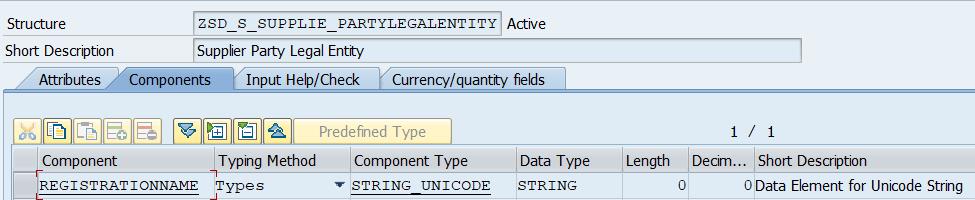 Structure ZSD_S_SUPPLIE_PARTYLEGALENTITY Active
Short Description Supplier Party Legal Entity
Attributes Components Input Help/Check Currency/quantity fields
Predefined Type 1 / 1
Component Typing Method Component Type Data Type Length Decim... Short Description
REGISTRATIONNAME Types STRING_UNICODE STRING 0 0 Data Element for Unicode String